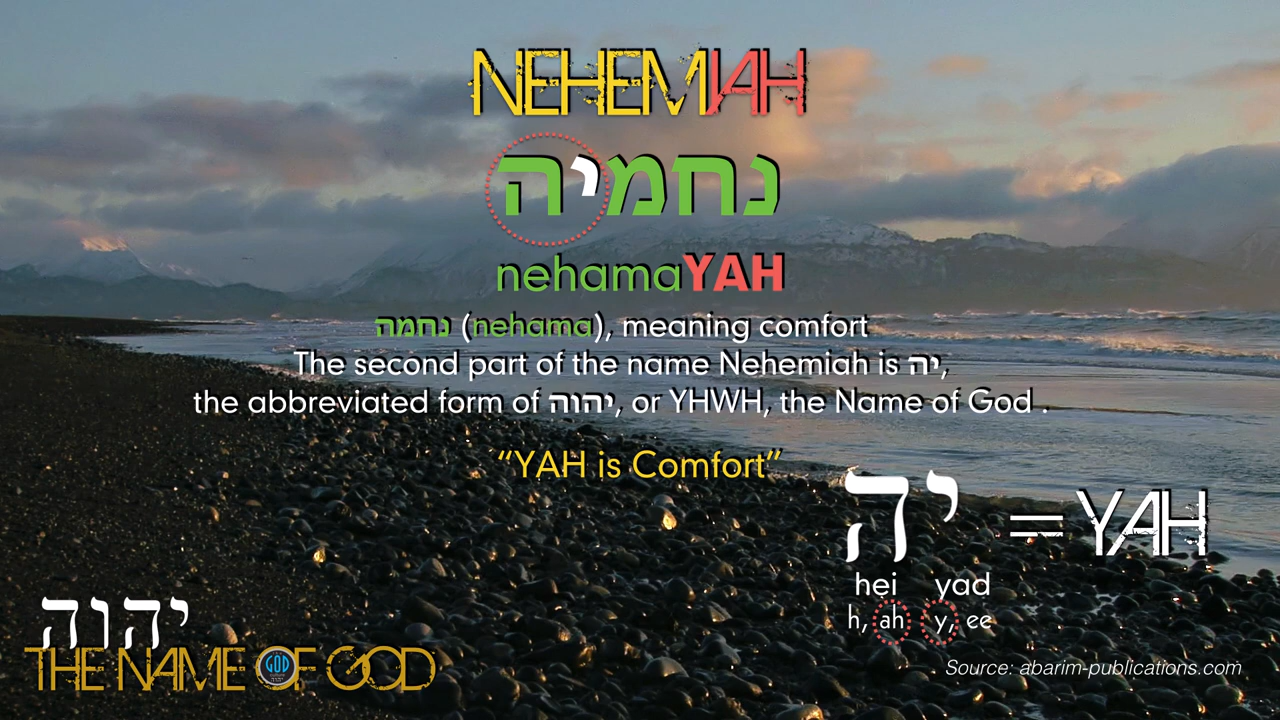 NEHEMIAH
נחמיה
nehamaYAH
נחמה (nehama), meaning comfort
The second part of the name Nehemiah is יה,
the abbreviated form of יהוה, or YHWH, the Name of God .
“YAH is Comfort”
יה = YAH
hei yad
h, ah y, ee
יהוה
THE NAME OF GOD
GOD
יהוה
Source: abarim-publications.com